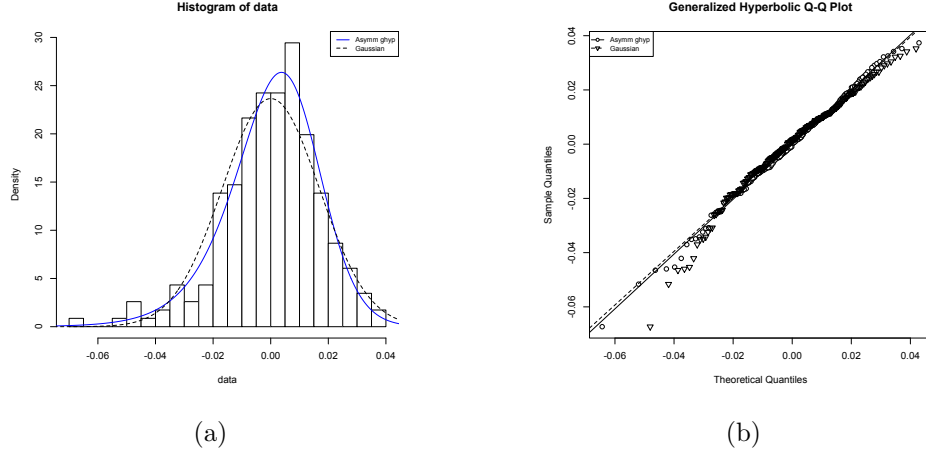 Histogram of data
Asymm ghyp
Gaussian
Density
0
5
10
15
20
25
30
-0.06
-0.04
-0.02
0.00
0.02
0.04
data
(a)
Generalized Hyperbolic Q-Q Plot
Asymm ghyp
Gaussian
Sample Quantiles
0.04
0.02
0.00
-0.02
-0.04
-0.06
-0.06
-0.04
-0.02
0.00
0.02
0.04
Theoretical Quantiles
(b)